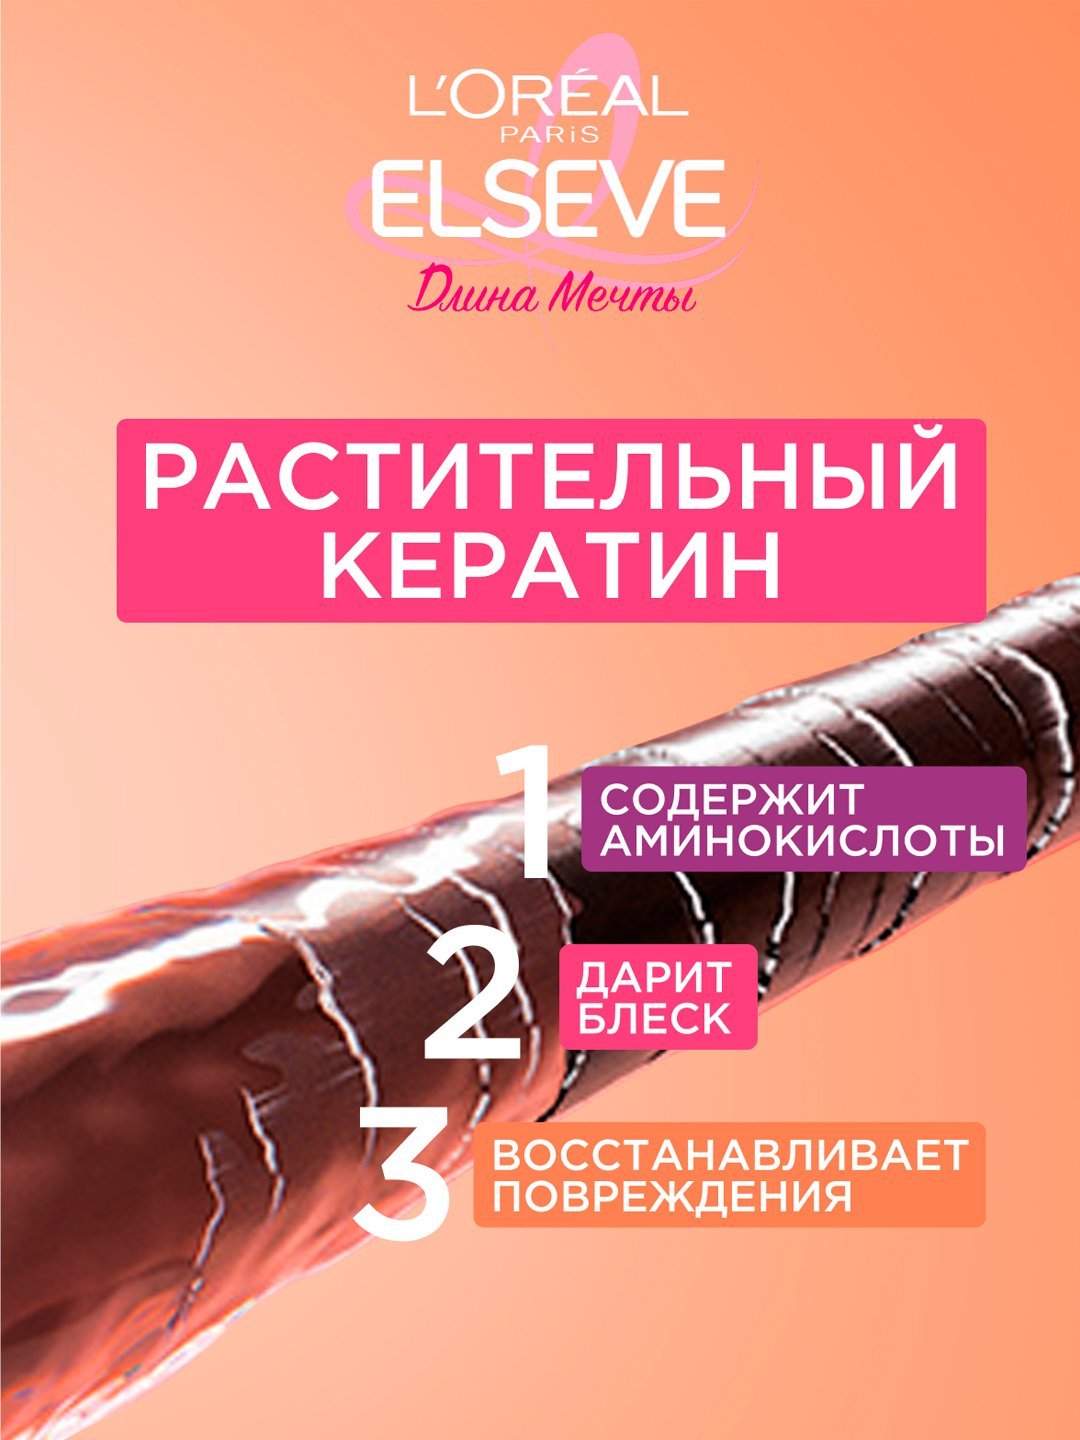 L'ORÉAL
PARiS
ELSEVE
Длина Мечты
РАСТИТЕЛЬНЫЙ
КЕРАТИН
1
СОДЕРЖИТ
АМИНОКИСЛОТЫ
2
ДАРИТ
БЛЕСК
3
ВОССТАНАВЛИВАЕТ
ПОВРЕЖДЕНИЯ